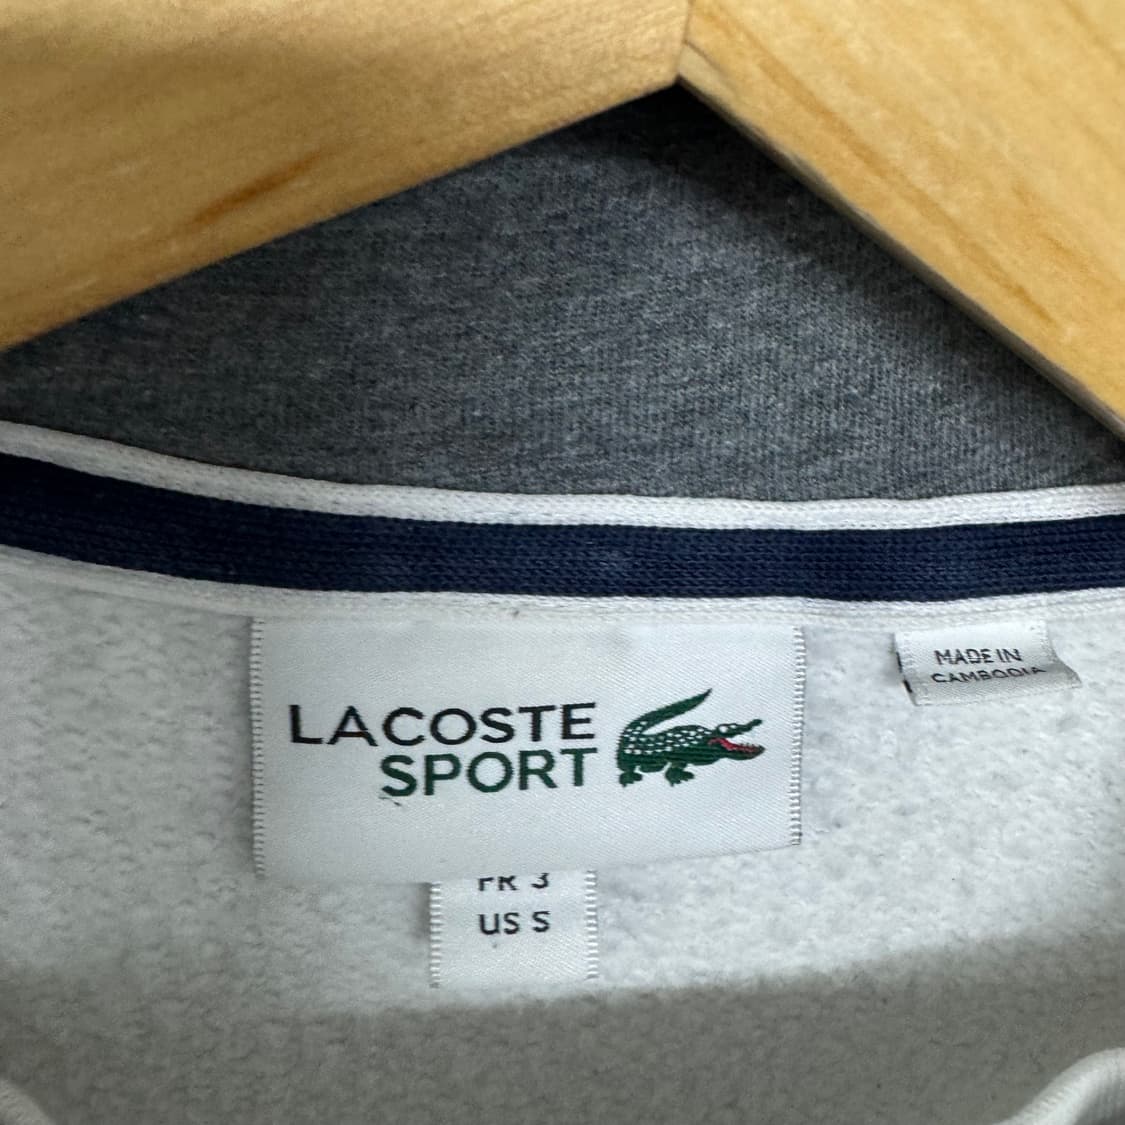 LACOSTE
SPORT
MADE IN
CAMBODIA
FR 3
US S